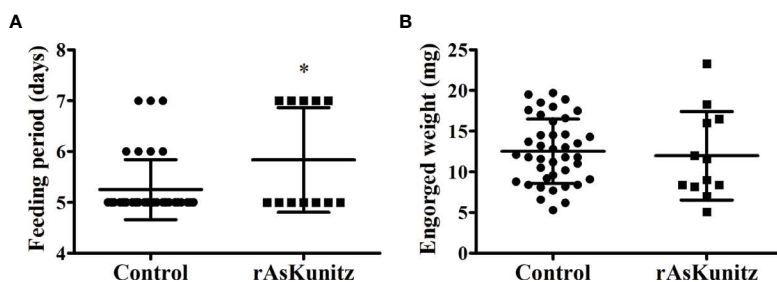 A
Feeding period (days)
8
7
6
5
4
*
Control
rAsKunitz
B
Engorged weight (mg)
25
20
15
10
5
0
Control
rAsKunitz